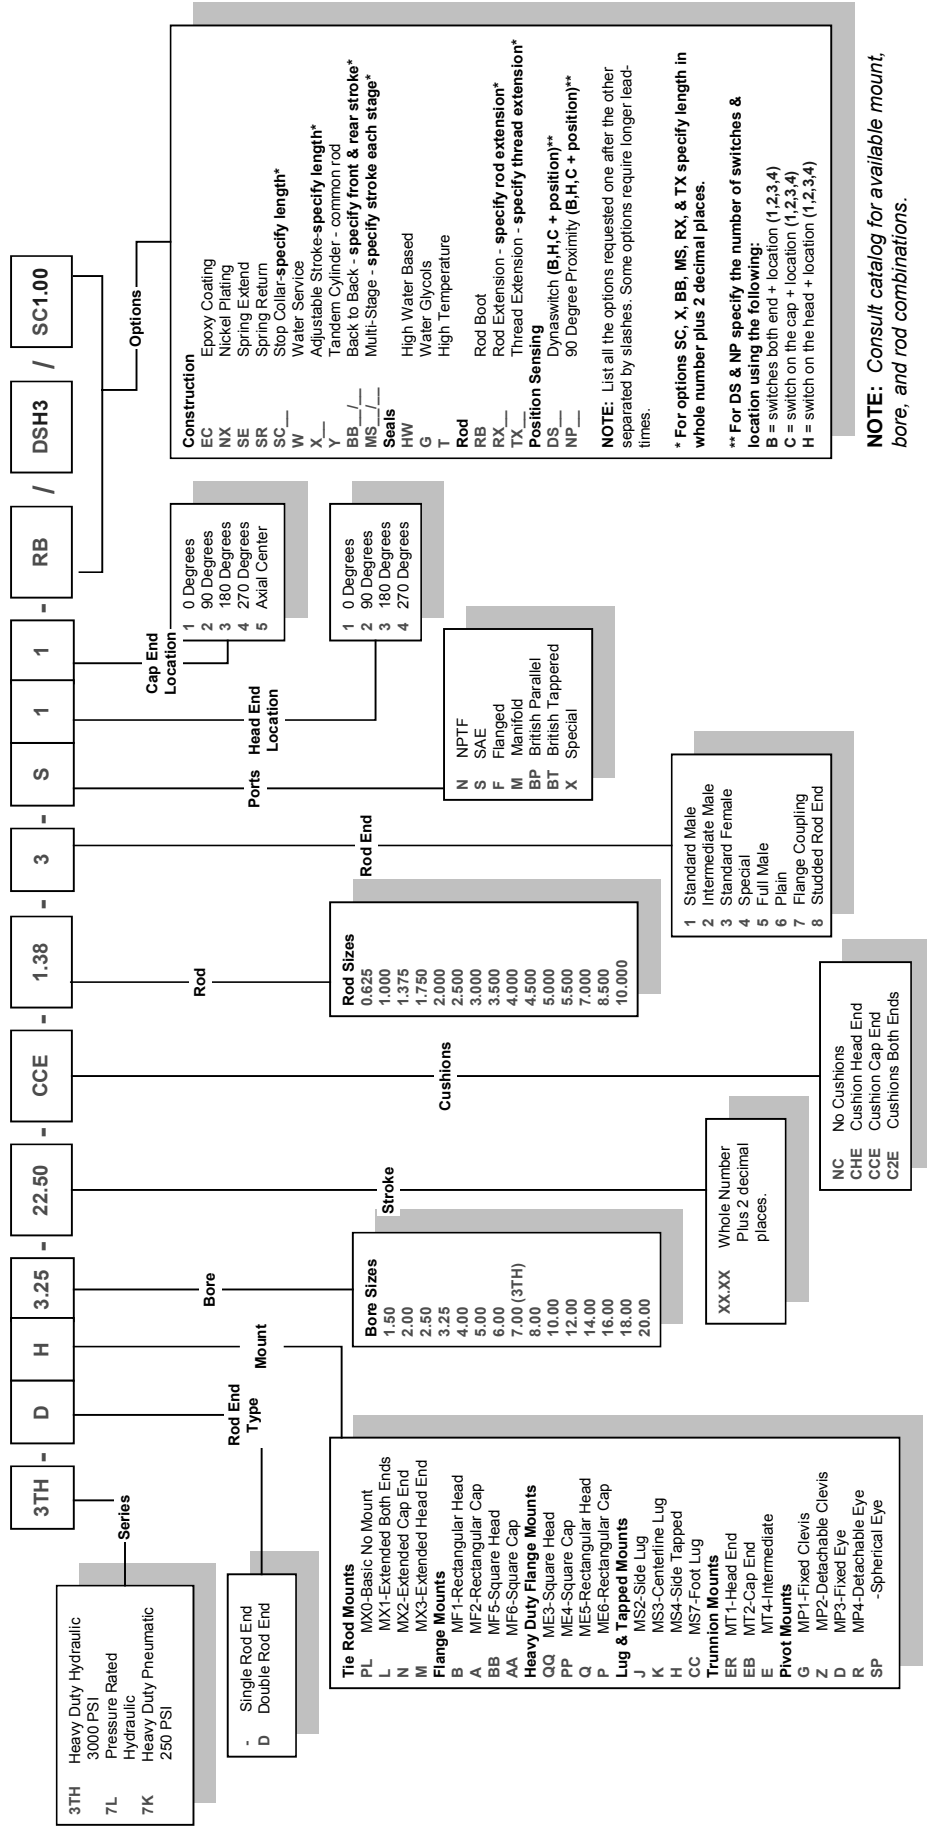 3TH - D H 3.25 - 22.50 - CCE - 1.38 - 3 - S 1 1 - RB / DSH3 / SC1.00
Series
3TH Heavy Duty Hydraulic
3000 PSI
7L Pressure Rated
Hydraulic
7K Heavy Duty Pneumatic
250 PSI
Rod End
Type
- Single Rod End
D Double Rod End
Mount
Tie Rod Mounts
PL MX0-Basic No Mount
L MX1-Extended Both Ends
N MX2-Extended Cap End
M MX3-Extended Head End
Flange Mounts
B MF1-Rectangular Head
A MF2-Rectangular Cap
BB MF5-Square Head
AA MF6-Square Cap
Heavy Duty Flange Mounts
QQ ME3-Square Head
PP ME4-Square Cap
Q ME5-Rectangular Head
P ME6-Rectangular Cap
Lug & Tapped Mounts
J MS2-Side Lug
K MS3-Centerline Lug
H MS4-Side Tapped
CC MS7-Foot Lug
Trunnion Mounts
ER MT1-Head End
EB MT2-Cap End
E MT4-Intermediate
Pivot Mounts
G MP1-Fixed Clevis
Z MP2-Detachable Clevis
D MP3-Fixed Eye
R MP4-Detachable Eye
SP -Spherical Eye
Bore
Bore Sizes
1.50
2.00
2.50
3.25
4.00
5.00
6.00
7.00 (3TH)
8.00
10.00
12.00
14.00
16.00
18.00
20.00
Stroke
XX.XX Whole Number
Plus 2 decimal
places.
Cushions
NC No Cushions
CHE Cushion Head End
CCE Cushion Cap End
C2E Cushions Both Ends
Rod
Rod Sizes
0.625
1.000
1.375
1.750
2.000
2.500
3.000
3.500
4.000
4.500
5.000
5.500
7.000
8.500
10.000
Rod End
1 Standard Male
2 Intermediate Male
3 Standard Female
4 Special
5 Full Male
6 Plain
7 Flange Coupling
8 Studded Rod End
Ports
N NPTF
S SAE
F Flanged
M Manifold
BP British Parallel
BT British Tappered
X Special
Head End
Location
1 0 Degrees
2 90 Degrees
3 180 Degrees
4 270 Degrees
Cap End
Location
1 0 Degrees
2 90 Degrees
3 180 Degrees
4 270 Degrees
5 Axial Center
Options
Construction
EC Epoxy Coating
NX Nickel Plating
SE Spring Extend
SR Spring Return
SC__ Stop Collar-specify length*
W Water Service
X__ Adjustable Stroke-specify length*
Y Tandem Cylinder - common rod
BB__/__ Back to Back - specify front & rear stroke*
MS__/__ Multi-Stage - specify stroke each stage*
Seals
HW High Water Based
G Water Glycols
T High Temperature
Rod
RB Rod Boot
RX__ Rod Extension - specify rod extension*
TX__ Thread Extension - specify thread extension*
Position Sensing
DS__ Dynaswitch (B,H,C + position)**
NP__ 90 Degree Proximity (B,H,C + position)**
NOTE: List all the options requested one after the other
separated by slashes. Some options require longer lead-
times.
* For options SC, X, BB, MS, RX, & TX specify length in
whole number plus 2 decimal places.
** For DS & NP specify the number of switches &
location using the following:
B = switches both end + location (1,2,3,4)
C = switch on the cap + location (1,2,3,4)
H = switch on the head + location (1,2,3,4)
NOTE: Consult catalog for available mount,
bore, and rod combinations.